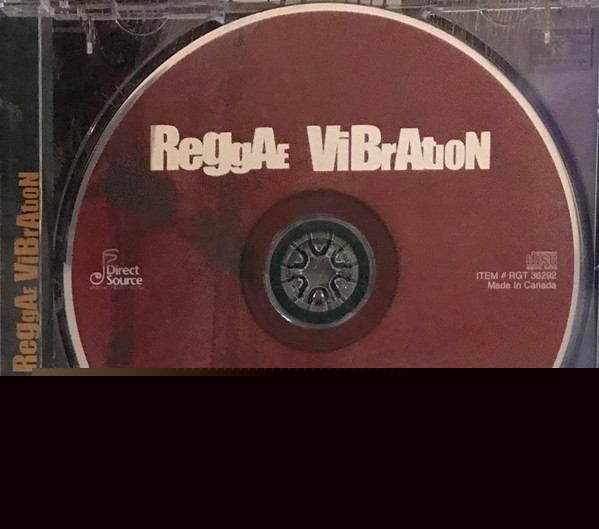 ReggAE ViBrAtioN
ReggAE ViBrAtioN
Direct
Source
ITEM # RGT 36292
Made In Canada